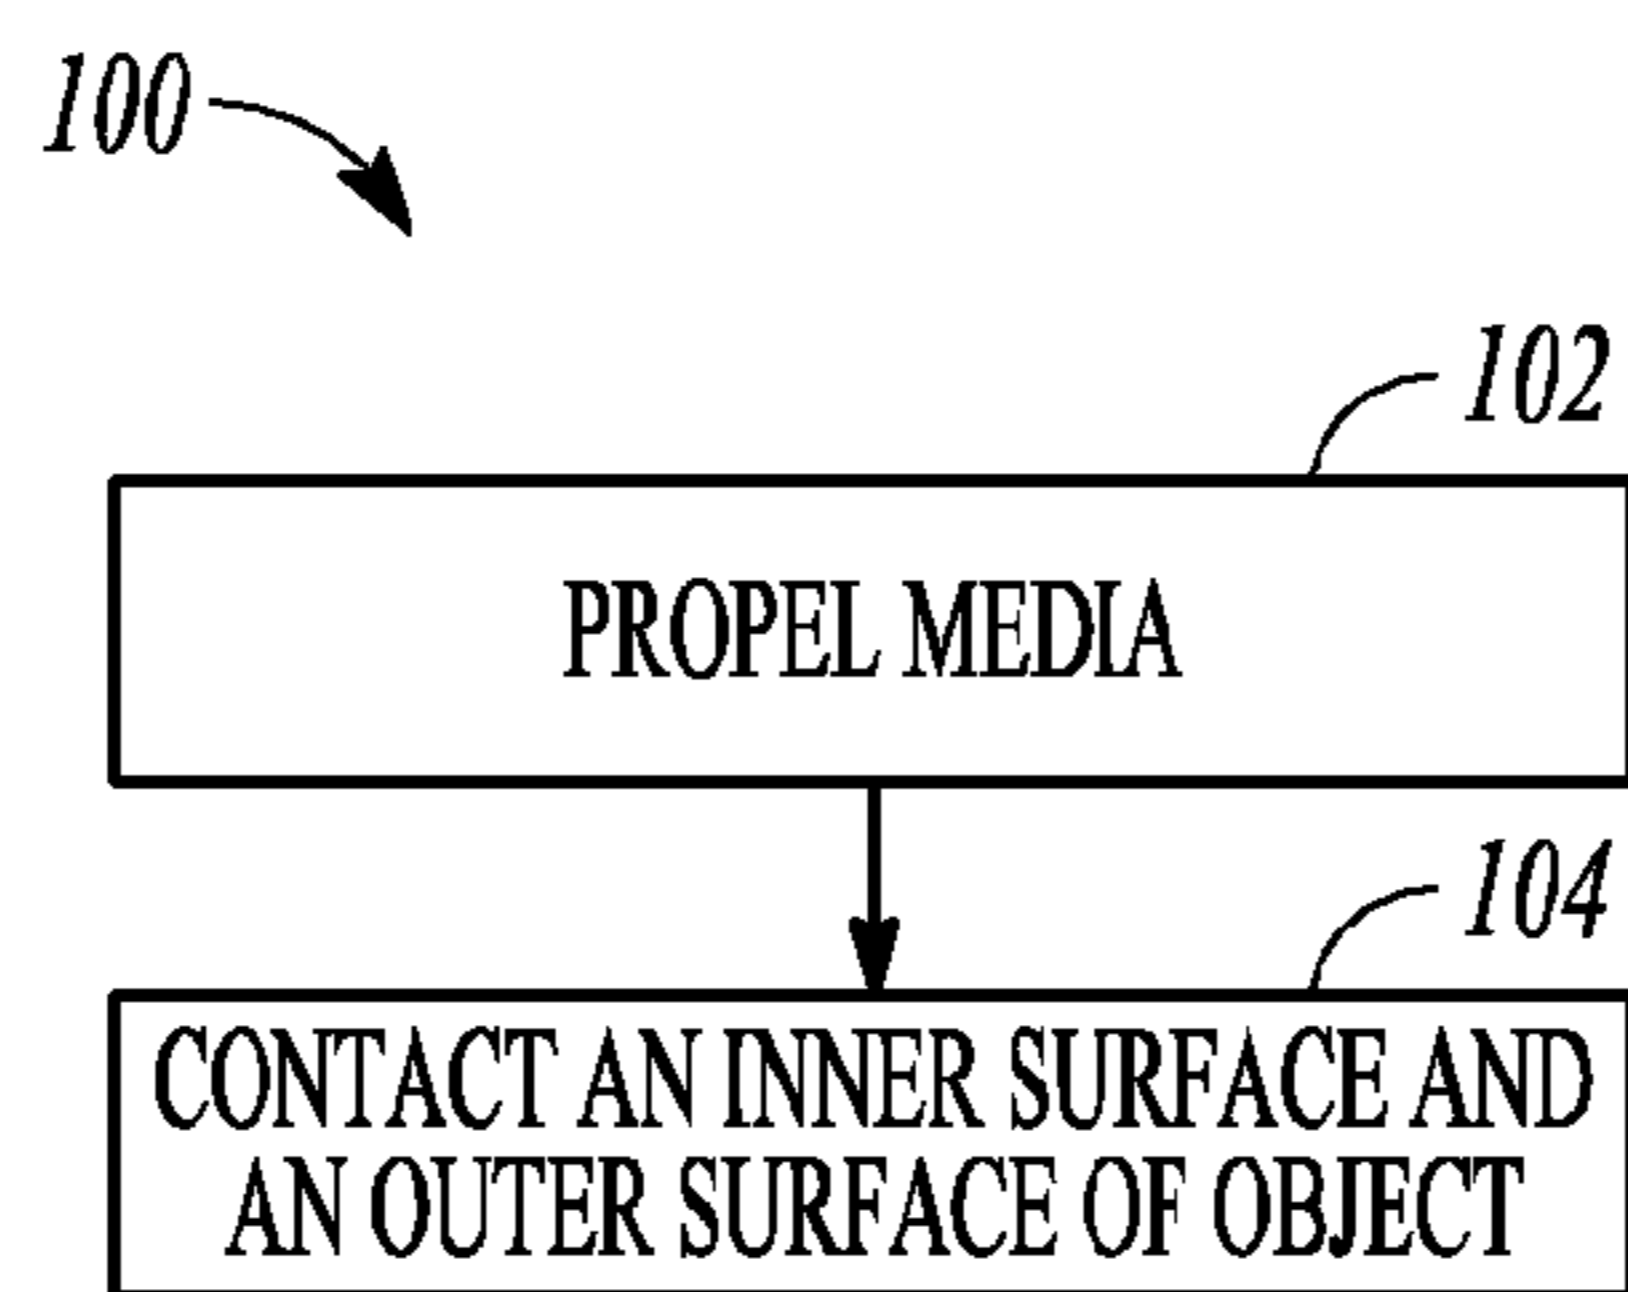 100
102
PROPEL MEDIA
104
CONTACT AN INNER SURFACE AND
AN OUTER SURFACE OF OBJECT